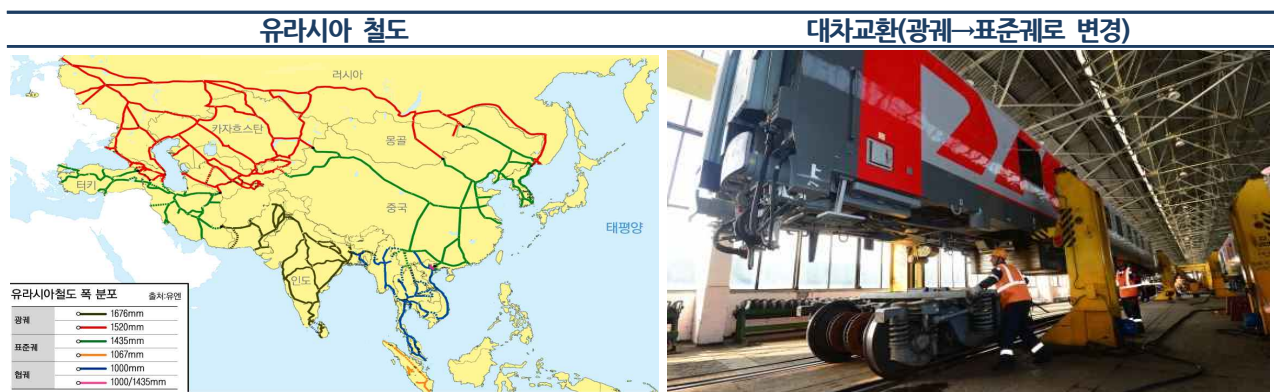 유라시아 철도
대차교환(광궤→표준궤로 변경)
러시아
카자흐스탄
몽골
터키
중국
태평양
인도
유라시아철도 폭 분포 출처:유엔
광궤 1676mm
1520mm
표준궤 1435mm
1067mm
협궤 1000mm
1000/1435mm